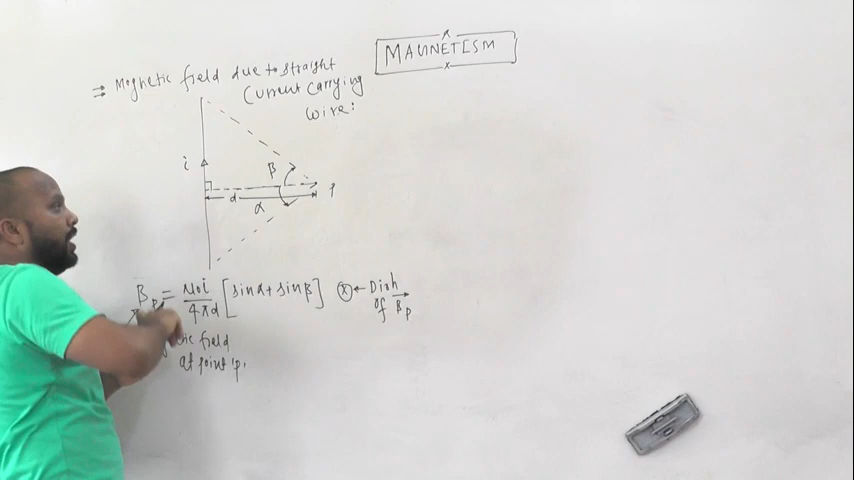 MAGNETISM
⇒ Magnetic field due to straight
Current Carrying
wire:
i
β
d
α
P
B_P = μ₀i/4πd [sinα + sinβ] ⊗ ← Dirn
of B_P
field
at point 'p'